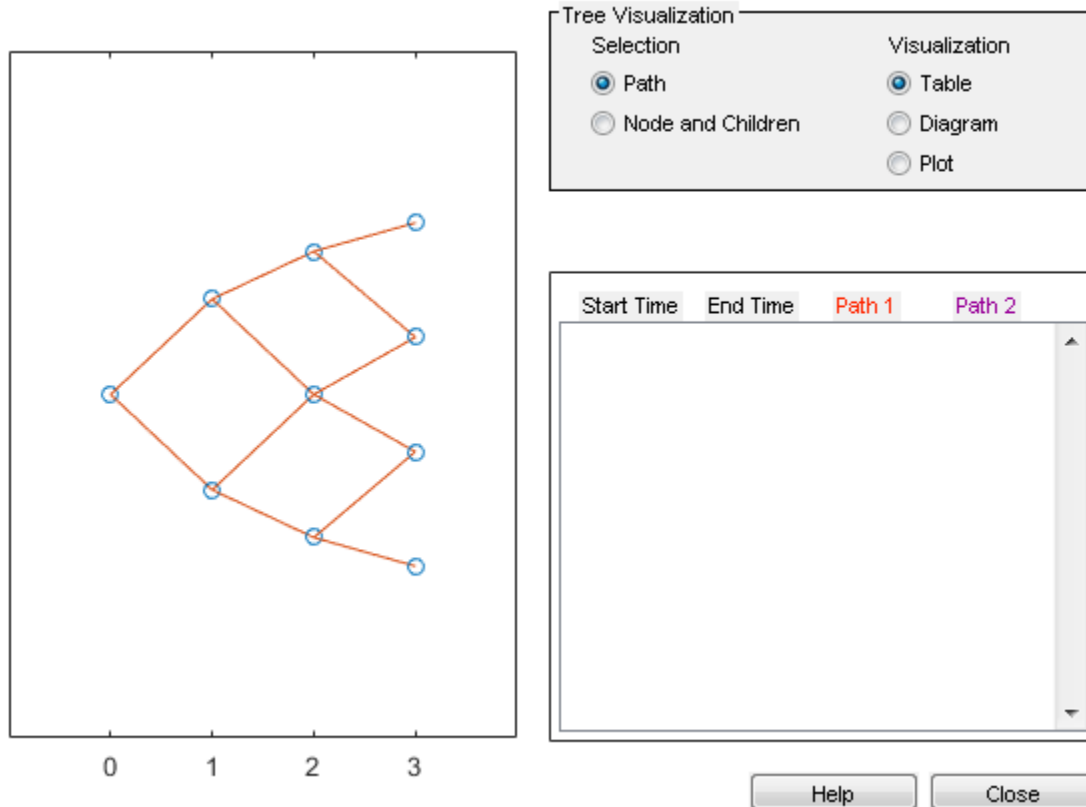 Tree Visualization
Selection Visualization
Path Table
Node and Children Diagram
Plot
Start Time End Time Path 1 Path 2
0 1 2 3
Help Close